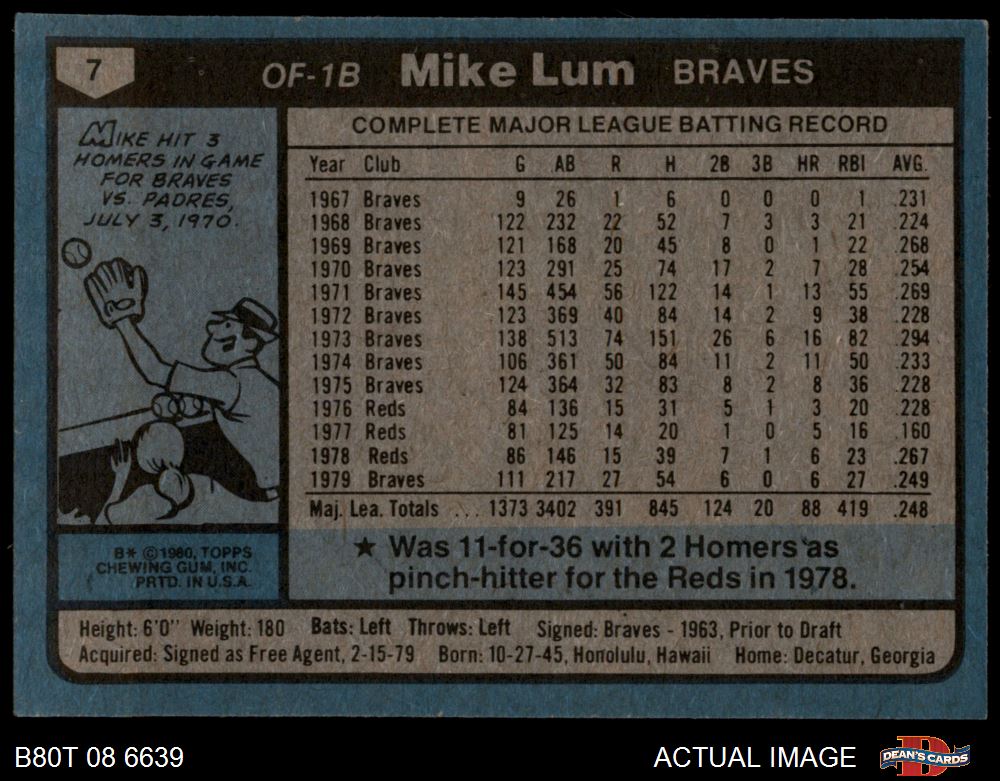 7 OF-1B Mike Lum BRAVES
MIKE HIT 3
HOMERS IN GAME
FOR BRAVES
VS. PADRES,
JULY 3, 1970.
COMPLETE MAJOR LEAGUE BATTING RECORD
Year Club G AB R H 2B 3B HR RBI AVG.
1967 Braves 9 26 1 6 0 0 0 1 .231
1968 Braves 122 232 22 52 7 3 3 21 .224
1969 Braves 121 168 20 45 8 0 1 22 .268
1970 Braves 123 291 25 74 17 2 7 28 .254
1971 Braves 145 454 56 122 14 1 13 55 .269
1972 Braves 123 369 40 84 14 2 9 38 .228
1973 Braves 138 513 74 151 26 6 16 82 .294
1974 Braves 106 361 50 84 11 2 11 50 .233
1975 Braves 124 364 32 83 8 2 8 36 .228
1976 Reds 84 136 15 31 5 1 3 20 .228
1977 Reds 81 125 14 20 1 0 5 16 .160
1978 Reds 86 146 15 39 7 1 6 23 .267
1979 Braves 111 217 27 54 6 0 6 27 .249
Maj. Lea. Totals ... 1373 3402 391 845 124 20 88 419 .248
★ Was 11-for-36 with 2 Homers as
pinch-hitter for the Reds in 1978.
B* ©1980, TOPPS
CHEWING GUM, INC.
PRTD. IN U.S.A.
Height: 6'0" Weight: 180 Bats: Left Throws: Left Signed: Braves - 1963, Prior to Draft
Acquired: Signed as Free Agent, 2-15-79 Born: 10-27-45, Honolulu, Hawaii Home: Decatur, Georgia
B80T 08 6639 ACTUAL IMAGE DEAN'S CARDS